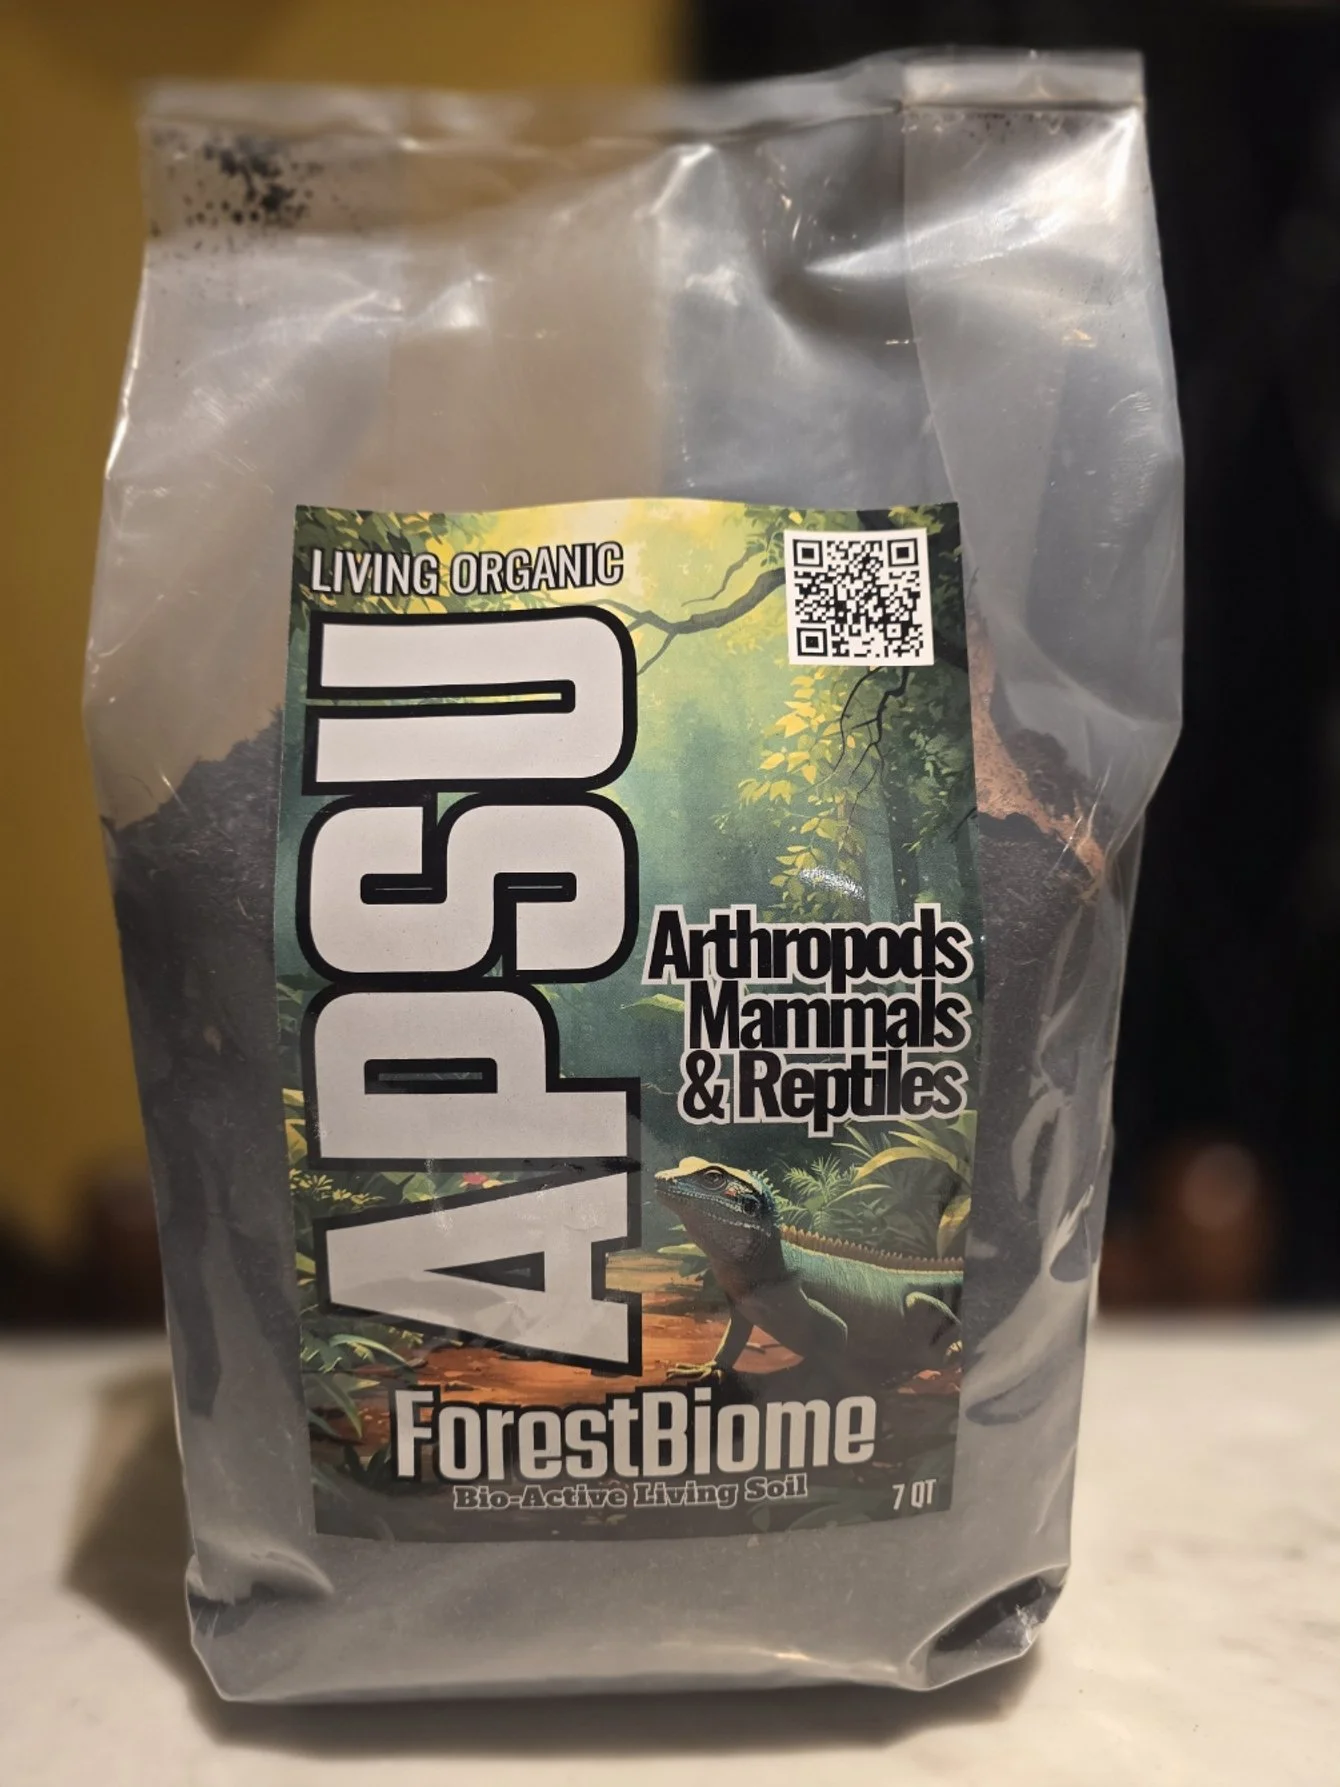 LIVING ORGANIC
APSU
Arthropods
Mammals
& Reptiles
ForestBiome
Bio-Active Living Soil
7 QT